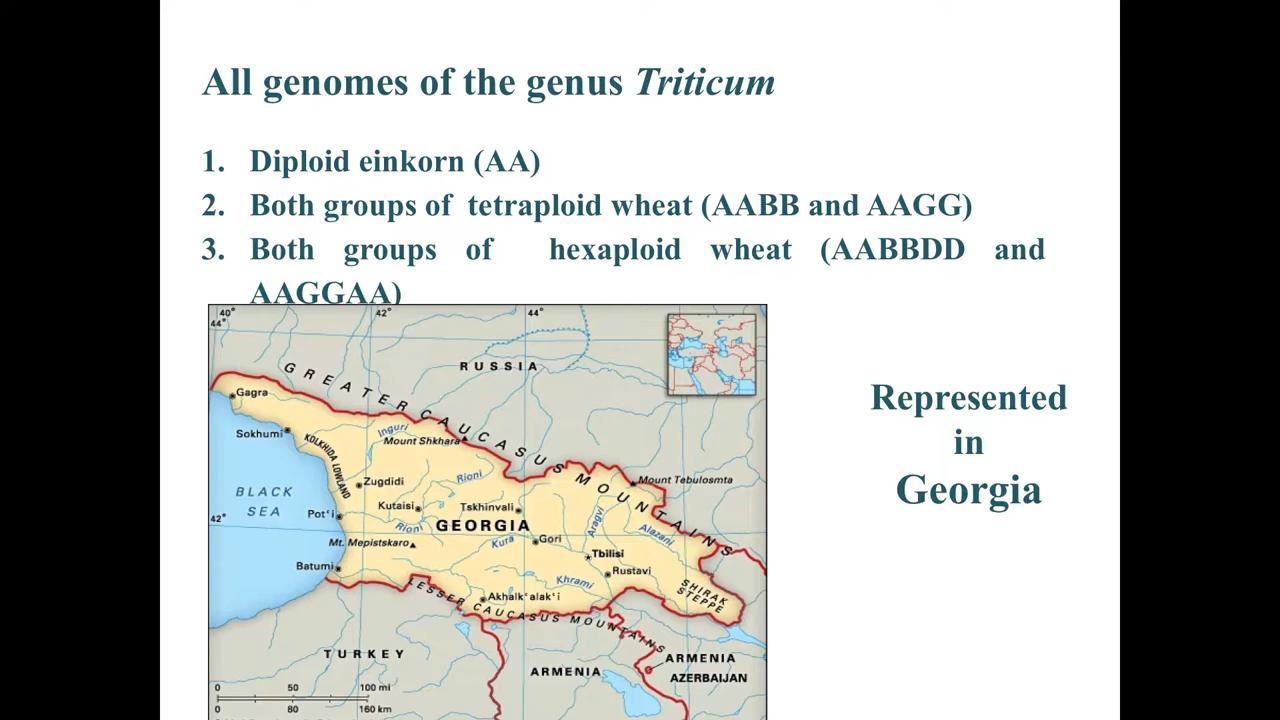 All genomes of the genus Triticum
1. Diploid einkorn (AA)
2. Both groups of tetraploid wheat (AABB and AAGG)
3. Both groups of hexaploid wheat (AABBDD and
AAGGAA)
Represented
in
Georgia
40°
42°
44°
44°
RUSSIA
GREATER CAUCASUS MOUNTAINS
Gagra
Sokhumi
KOLKHIDA LOWLAND
Inguri
Mount Shkhara
Mount Tebulosmta
Zugdidi
Rioni
BLACK
SEA
Kutaisi
Tskhinvali
Aragvi
Alazani
Pot'i
42°
Rioni
GEORGIA
Mt. Mepistskaro
Kura
Gori
Tbilisi
Batumi
Khrami
Rustavi
SHIRAK
STEPPE
Akhalk'alak'i
LESSER CAUCASUS MOUNTAINS
TURKEY
ARMENIA
ARMENIA
AZERBAIJAN
0 50 100 mi
0 80 160 km